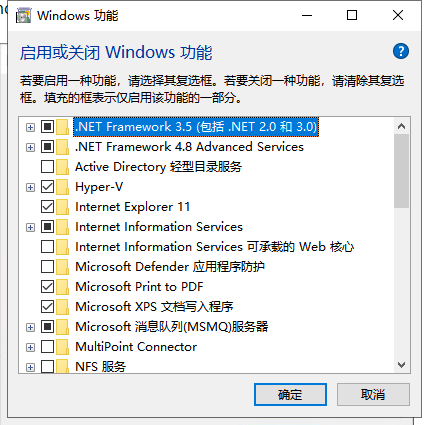 Windows 功能
启用或关闭 Windows 功能
?
若要启用一种功能，请选择其复选框。若要关闭一种功能，请清除其复选
框。填充的框表示仅启用该功能的一部分。
.NET Framework 3.5 (包括 .NET 2.0 和 3.0)
.NET Framework 4.8 Advanced Services
Active Directory 轻型目录服务
Hyper-V
Internet Explorer 11
Internet Information Services
Internet Information Services 可承载的 Web 核心
Microsoft Defender 应用程序防护
Microsoft Print to PDF
Microsoft XPS 文档写入程序
Microsoft 消息队列(MSMQ)服务器
MultiPoint Connector
NFS 服务
确定
取消